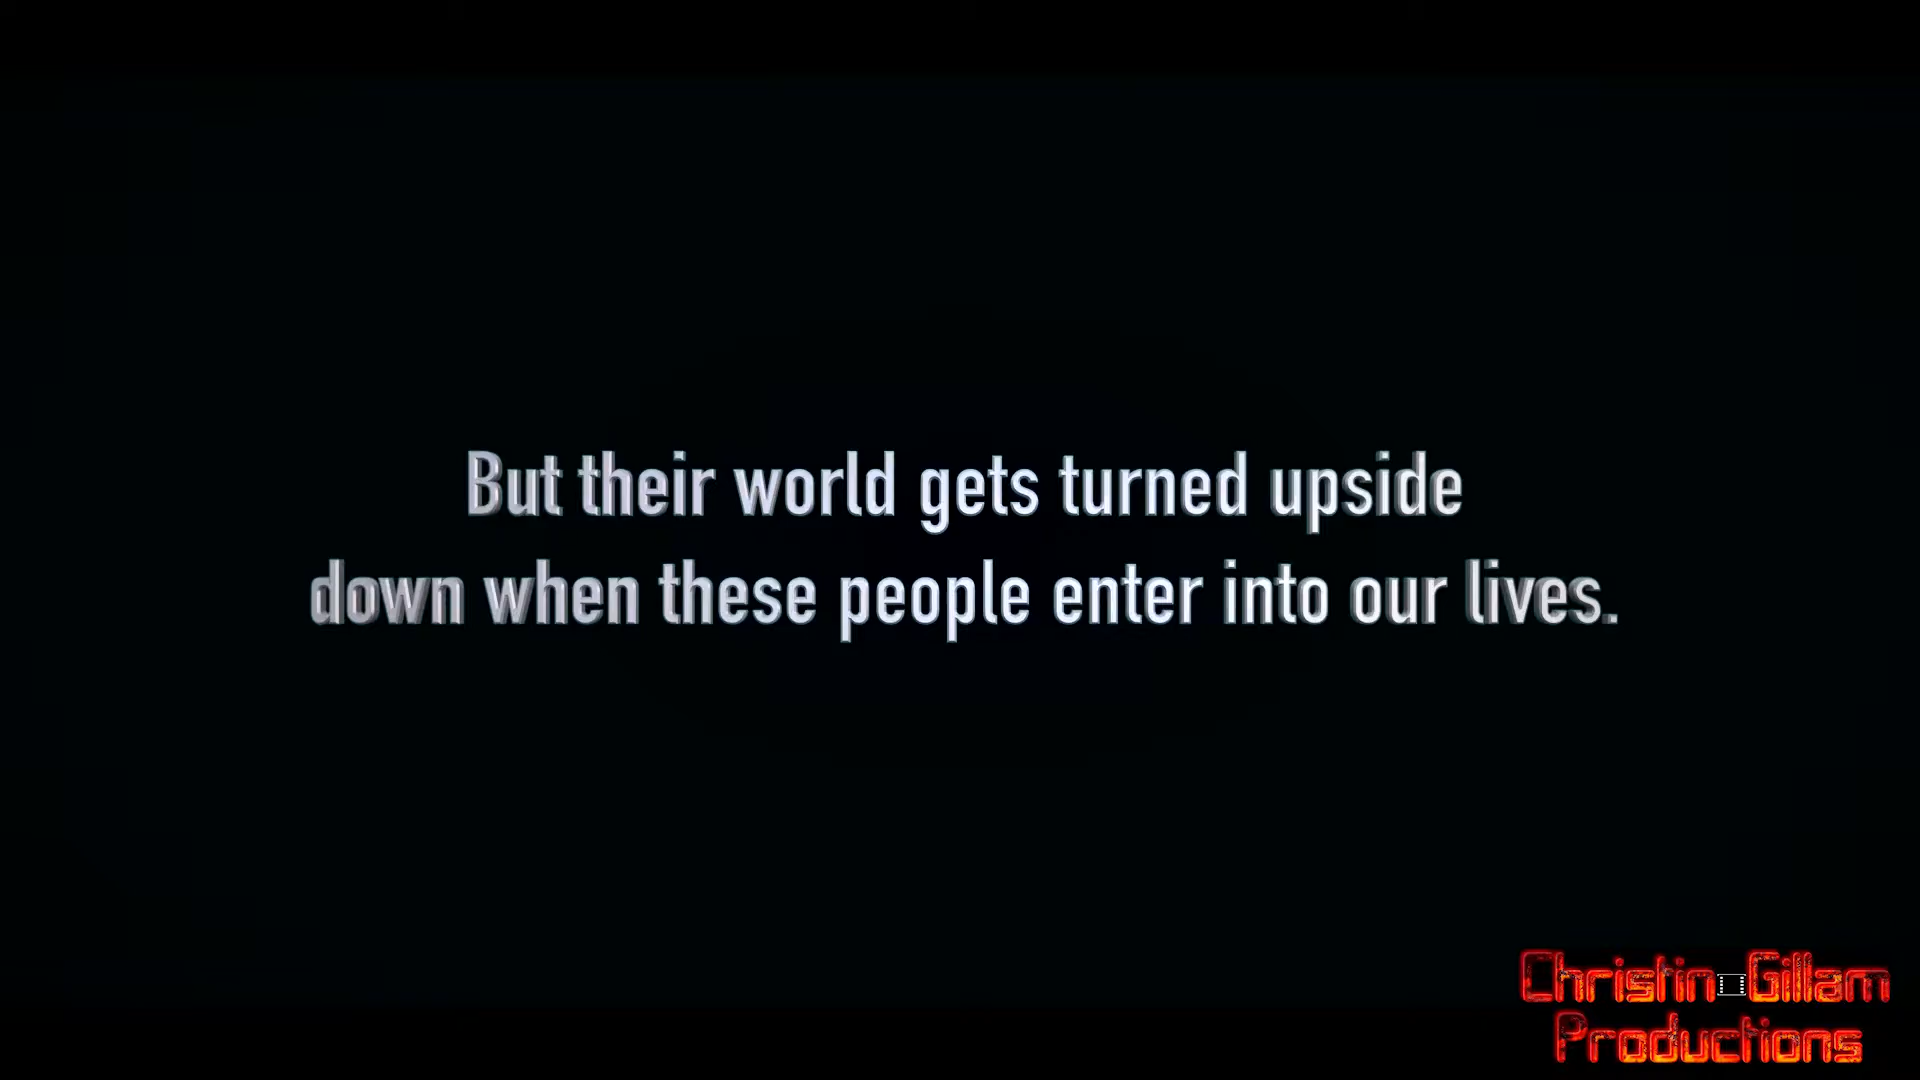 But their world gets turned upside
down when these people enter into our lives.
Christin Gillam
Productions